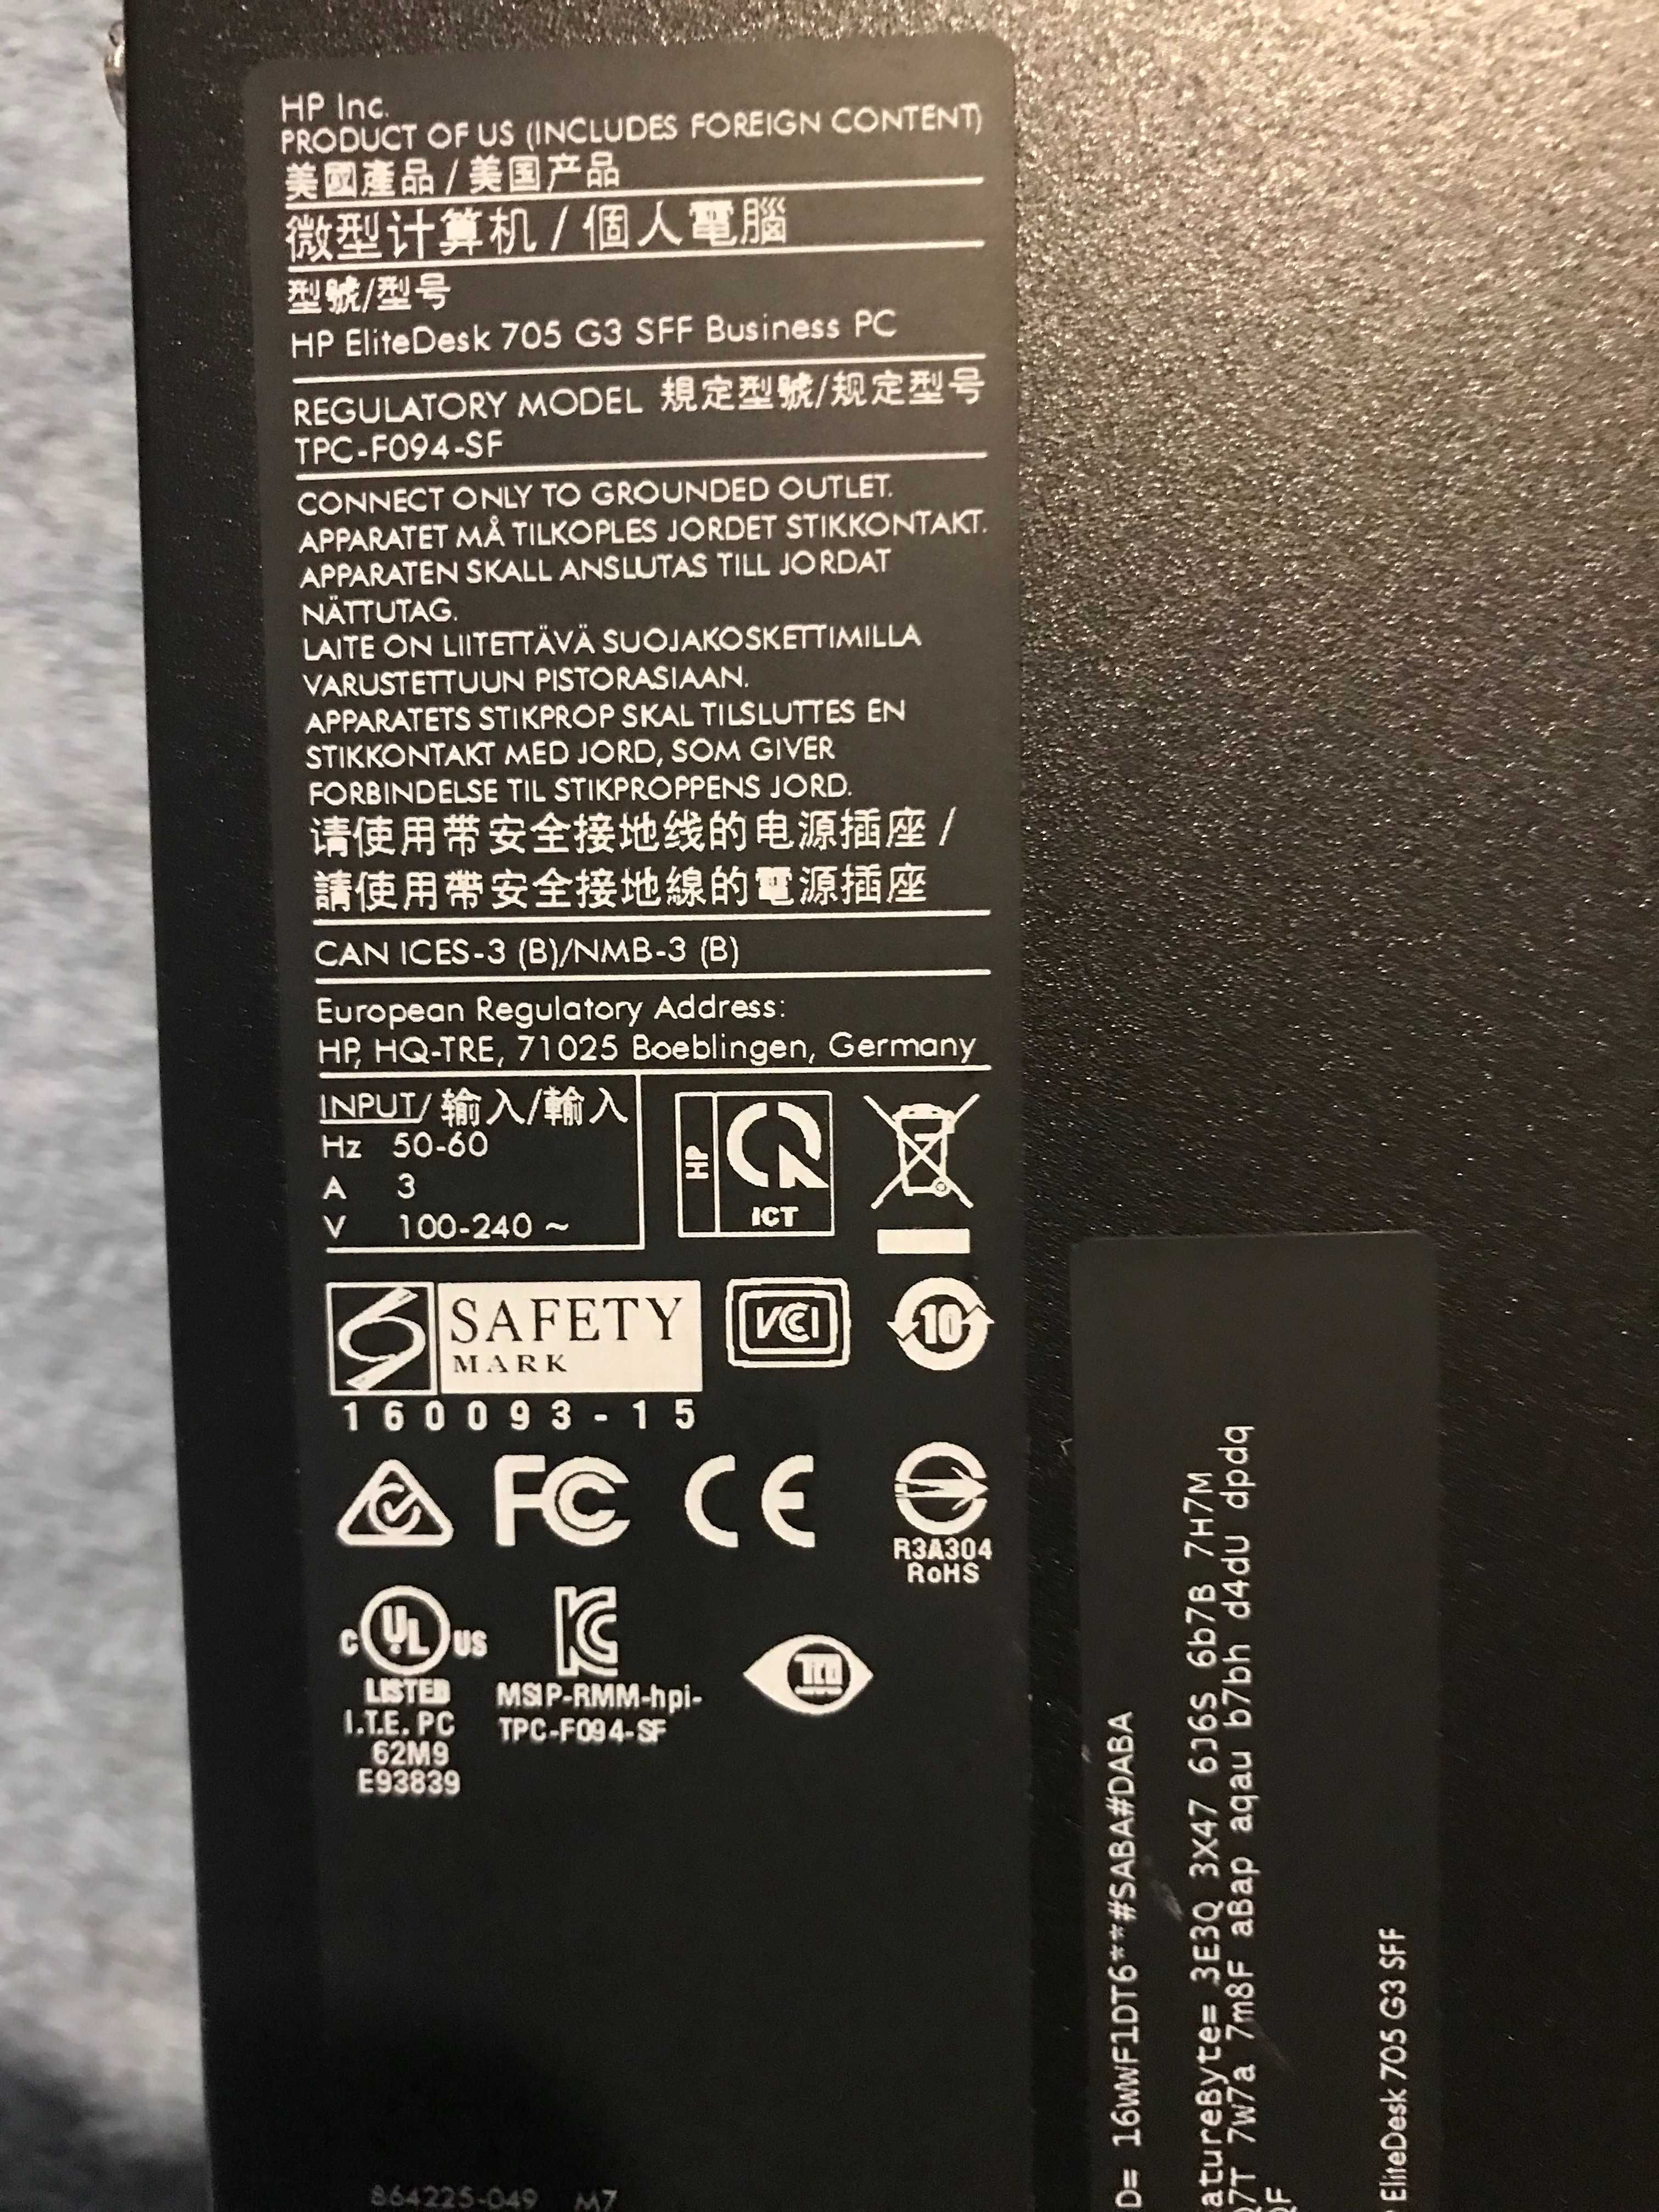 HP Inc.
PRODUCT OF US (INCLUDES FOREIGN CONTENT)
美國產品 / 美国产品
微型计算机 / 個人電腦
型號/型号
HP EliteDesk 705 G3 SFF Business PC
REGULATORY MODEL 規定型號/规定型号
TPC-F094-SF
CONNECT ONLY TO GROUNDED OUTLET.
APPARATET MÅ TILKOPLES JORDET STIKKONTAKT.
APPARATEN SKALL ANSLUTAS TILL JORDAT
NÄTTUTAG.
LAITE ON LIITETTÄVÄ SUOJAKOSKETTIMILLA
VARUSTETTUUN PISTORASIAAN.
APPARATETS STIKPROP SKAL TILSLUTTES EN
STIKKONTAKT MED JORD, SOM GIVER
FORBINDELSE TIL STIKPROPPENS JORD.
请使用带安全接地线的电源插座 /
請使用帶安全接地線的電源插座
CAN ICES-3 (B)/NMB-3 (B)
European Regulatory Address:
HP, HQ-TRE, 71025 Boeblingen, Germany
INPUT/ 输入/輸入
Hz 50-60
A 3
V 100-240 ~
HP
ICT
SAFETY
MARK
160093-15
VCI
10
FC CE
R3A304
RoHS
C UL US
LISTED
I.T.E. PC
62M9
E93839
KC
MSIP-RMM-hpi-
TPC-F094-SF
TCO
864225-049 M7
D= 16WWF1DT6**#SABA#DABA
atureByte= 3E3Q 3X47 6J6S 6b7B 7H7M
Q7T 7W7a 7m8F aBap aqau b7bh d4du dpdq
QF
EliteDesk 705 G3 SFF